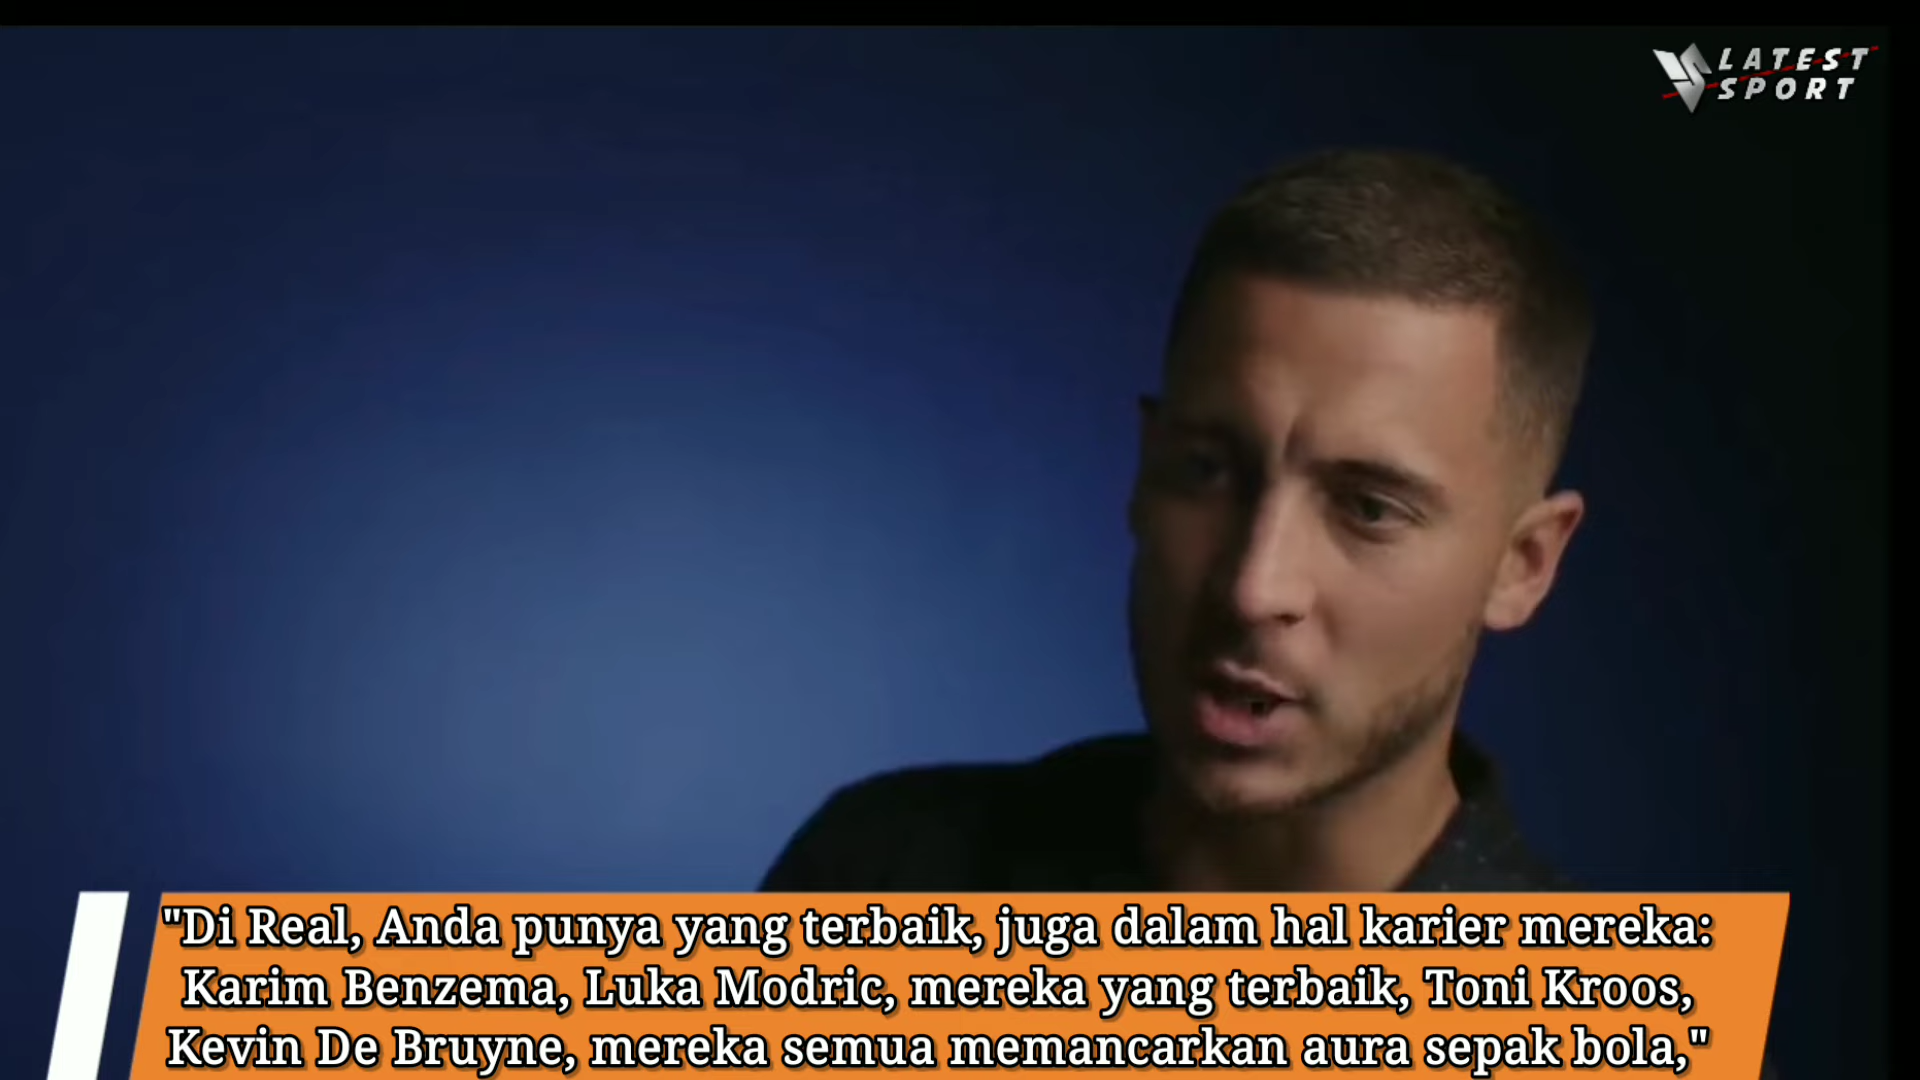 LATEST
SPORT
"Di Real, Anda punya yang terbaik, juga dalam hal karier mereka:
Karim Benzema, Luka Modric, mereka yang terbaik, Toni Kroos,
Kevin De Bruyne, mereka semua memancarkan aura sepak bola,"